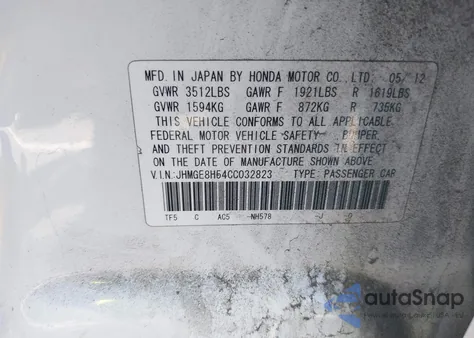 MFD. IN JAPAN BY HONDA MOTOR CO., LTD. 05/12
GVWR 3512LBS GAWR F 1921LBS R 1619LBS
GVWR 1594KG GAWR F 872KG R 735KG
THIS VEHICLE CONFORMS TO ALL APPLICABLE
FEDERAL MOTOR VEHICLE SAFETY, BUMPER,
AND THEFT PREVENTION STANDARDS IN EFFECT
ON THE DATE OF MANUFACTURE SHOWN ABOVE.
V.I.N:JHMGE8H54CC032823 TYPE:PASSENGER CAR
TF5 C AC5 -NH578 -J 0
autoSnap